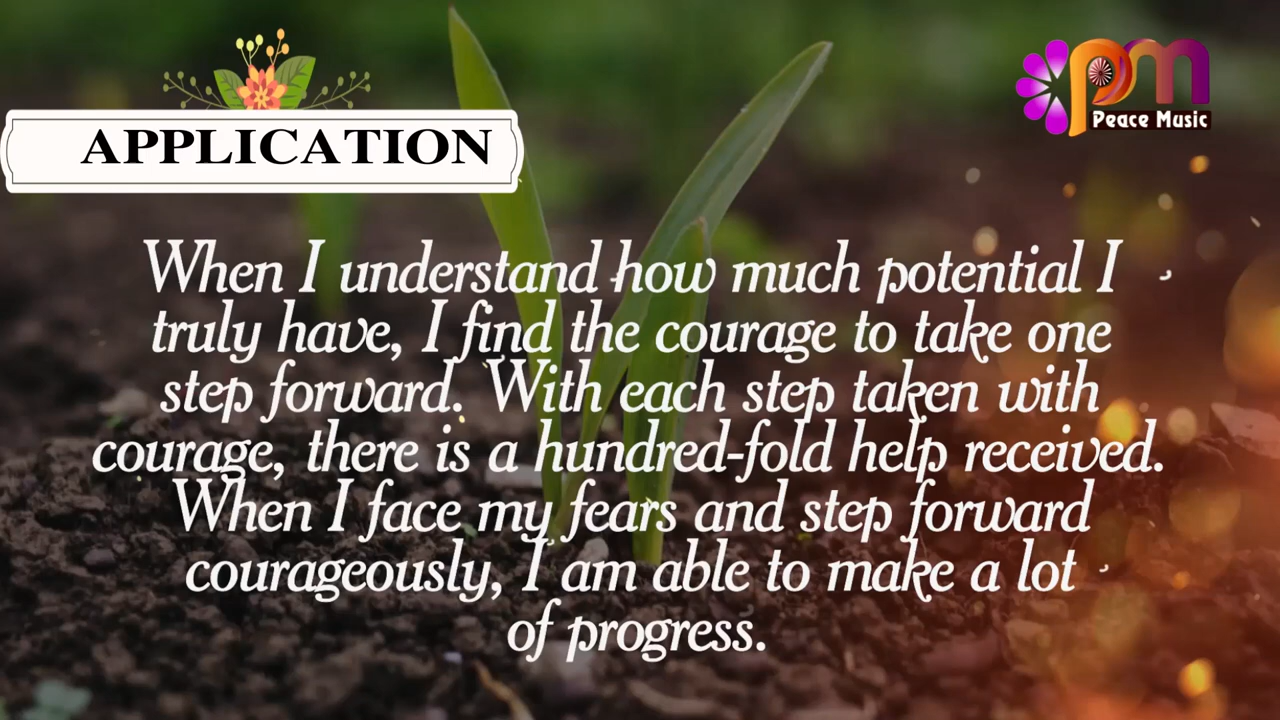 APPLICATION
pm
Peace Music
When I understand how much potential I
truly have, I find the courage to take one
step forward. With each step taken with
courage, there is a hundred-fold help received.
When I face my fears and step forward
courageously, I am able to make a lot
of progress.